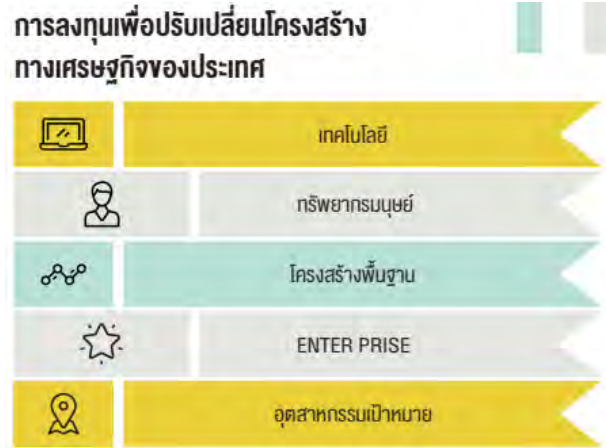 การลงทุนเพื่อปรับเปลี่ยนโครงสร้าง
ทางเศรษฐกิจของประเทศ
เทคโนโลยี
ทรัพยากรมนุษย์
โครงสร้างพื้นฐาน
ENTER PRISE
อุตสาหกรรมเป้าหมาย